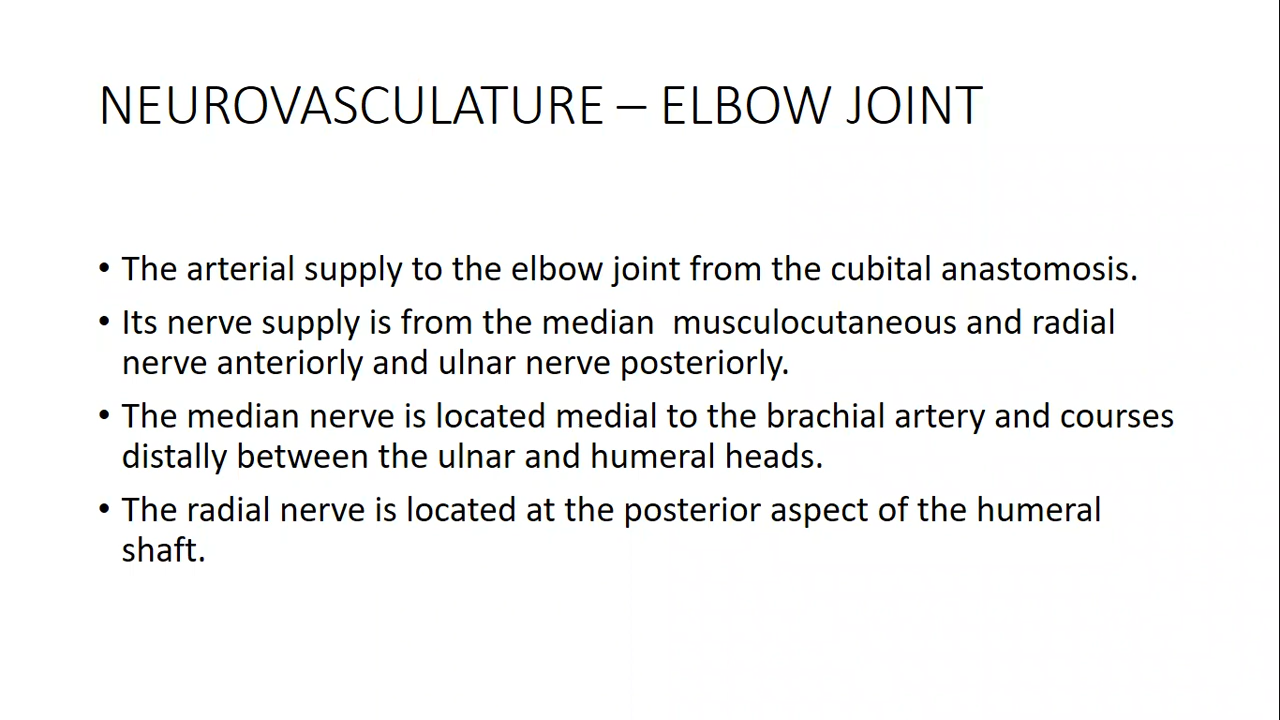 NEUROVASCULATURE – ELBOW JOINT
• The arterial supply to the elbow joint from the cubital anastomosis.
• Its nerve supply is from the median  musculocutaneous and radial
nerve anteriorly and ulnar nerve posteriorly.
• The median nerve is located medial to the brachial artery and courses
distally between the ulnar and humeral heads.
• The radial nerve is located at the posterior aspect of the humeral
shaft.